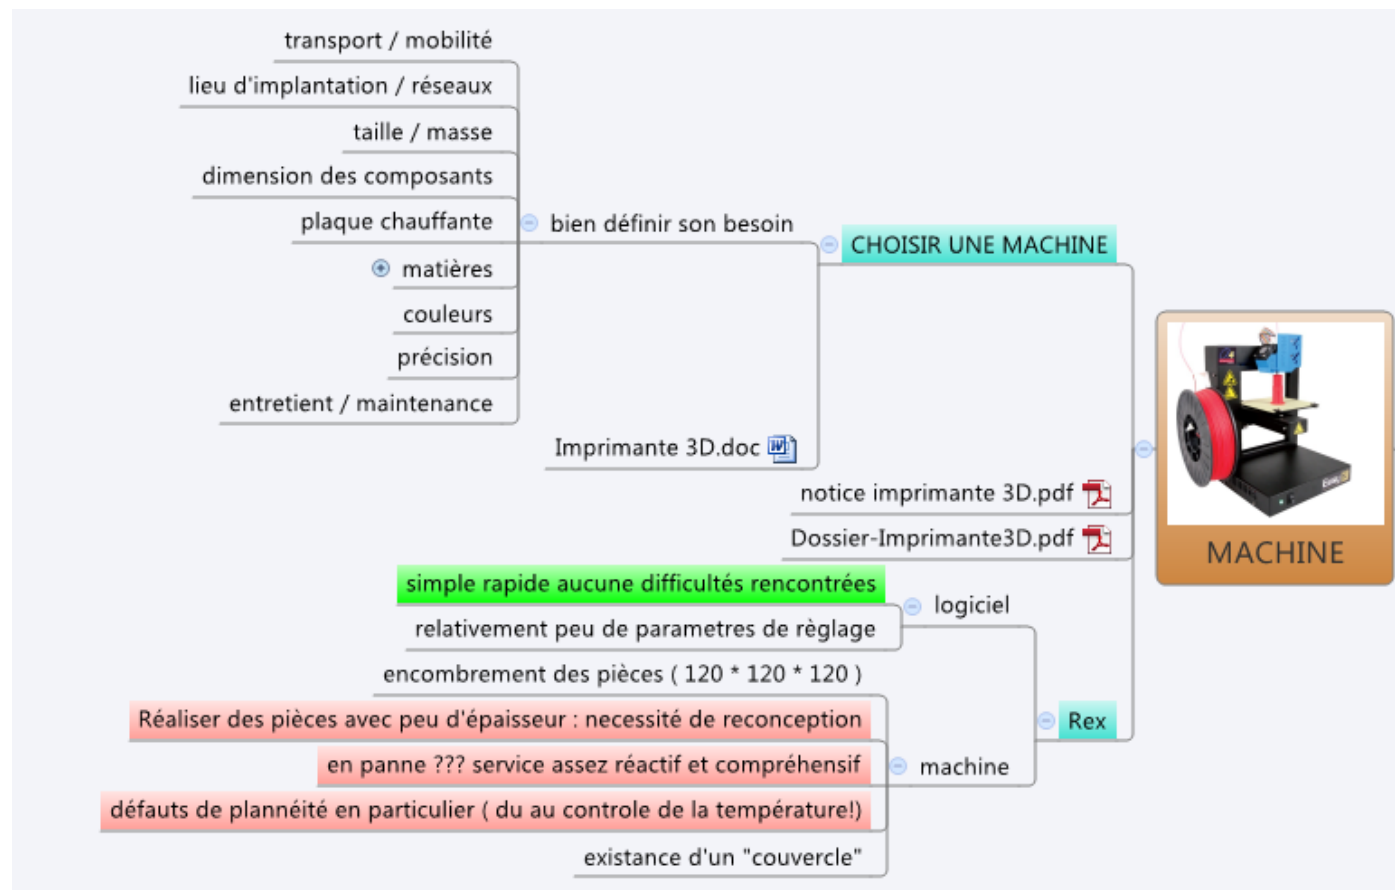 transport / mobilité
lieu d'implantation / réseaux
taille / masse
dimension des composants
plaque chauffante
bien définir son besoin
CHOISIR UNE MACHINE
matières
couleurs
précision
entretient / maintenance
Imprimante 3D.doc
notice imprimante 3D.pdf
Dossier-Imprimante3D.pdf
MACHINE
simple rapide aucune difficultés rencontrées
logiciel
relativement peu de parametres de règlage
encombrement des pièces ( 120 * 120 * 120 )
Réaliser des pièces avec peu d'épaisseur : necessité de reconception
Rex
en panne ??? service assez réactif et compréhensif
machine
défauts de plannéité en particulier ( du au controle de la température!)
existance d'un "couvercle"